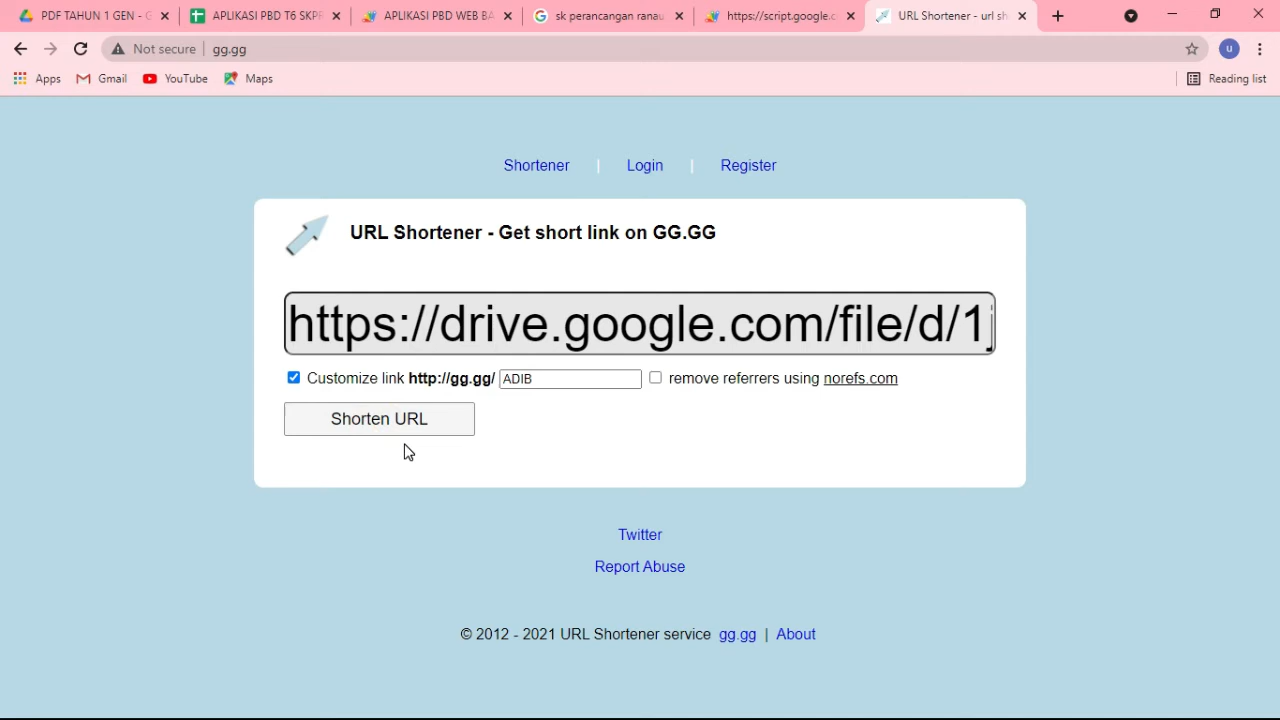 PDF TAHUN 1 GEN - G
APLIKASI PBD T6 SKPR
APLIKASI PBD WEB BA
sk perancangan ranau
https://script.google.c
URL Shortener - url sh
Not secure
gg.gg
u
Apps
Gmail
YouTube
Maps
Reading list
Shortener | Login | Register
URL Shortener - Get short link on GG.GG
https://drive.google.com/file/d/1j
Customize link http://gg.gg/ ADIB remove referrers using norefs.com
Shorten URL
Twitter
Report Abuse
© 2012 - 2021 URL Shortener service gg.gg | About